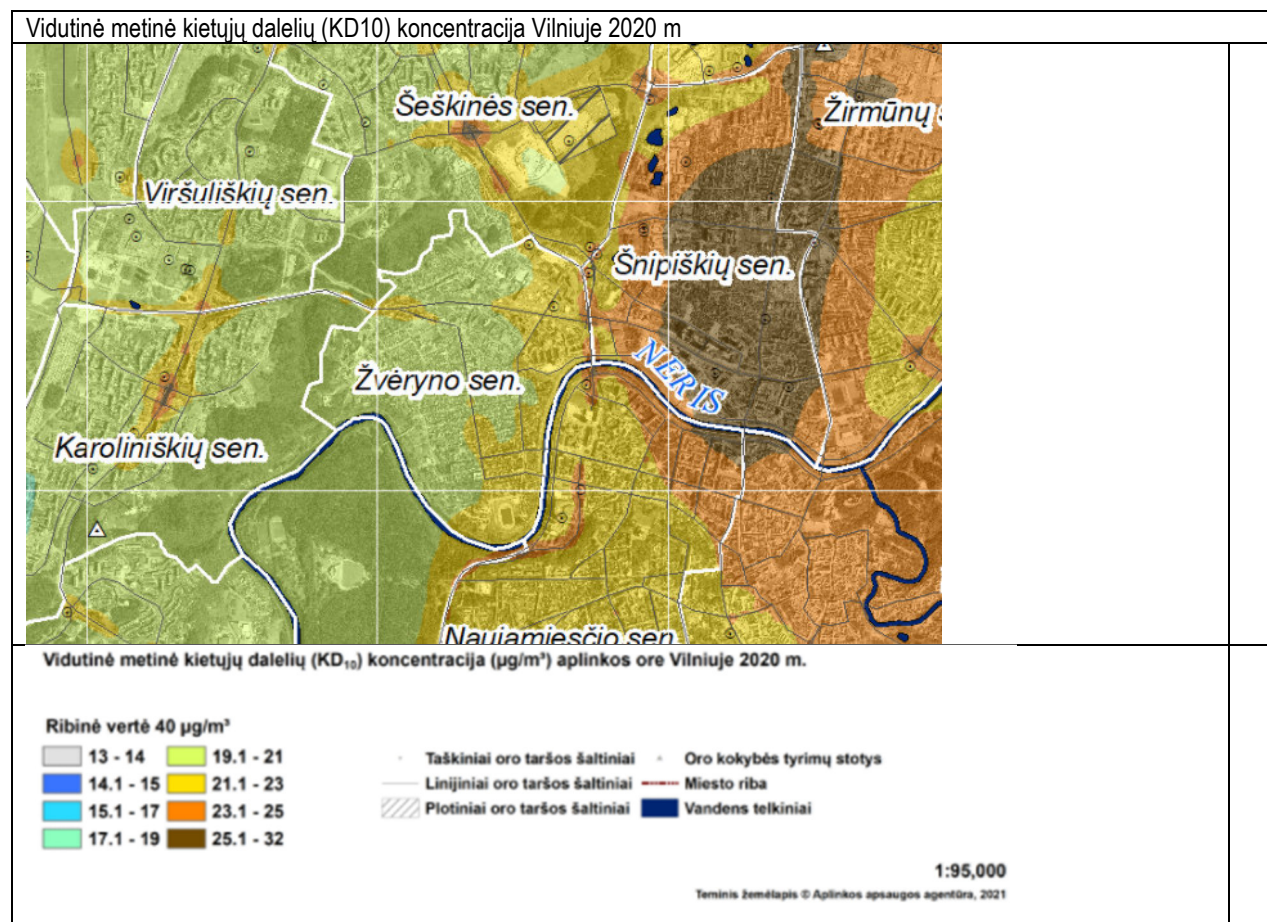 Vidutinė metinė kietųjų dalelių (KD10) koncentracija Vilniuje 2020 m
Šeškinės sen.
Žirmūnų s
Viršuliškių sen.
Šnipiškių sen.
NERIS
Žvėryno sen.
Karoliniškių sen.
Naujamiesčio sen
Vidutinė metinė kietųjų dalelių (KD₁₀) koncentracija (µg/m³) aplinkos ore Vilniuje 2020 m.
Ribinė vertė 40 µg/m³
13 - 14 19.1 - 21 Taškiniai oro taršos šaltiniai Oro kokybės tyrimų stotys
14.1 - 15 21.1 - 23 Linijiniai oro taršos šaltiniai Miesto riba
15.1 - 17 23.1 - 25 Plotiniai oro taršos šaltiniai Vandens telkiniai
17.1 - 19 25.1 - 32
1:95,000
Teminis žemėlapis © Aplinkos apsaugos agentūra, 2021